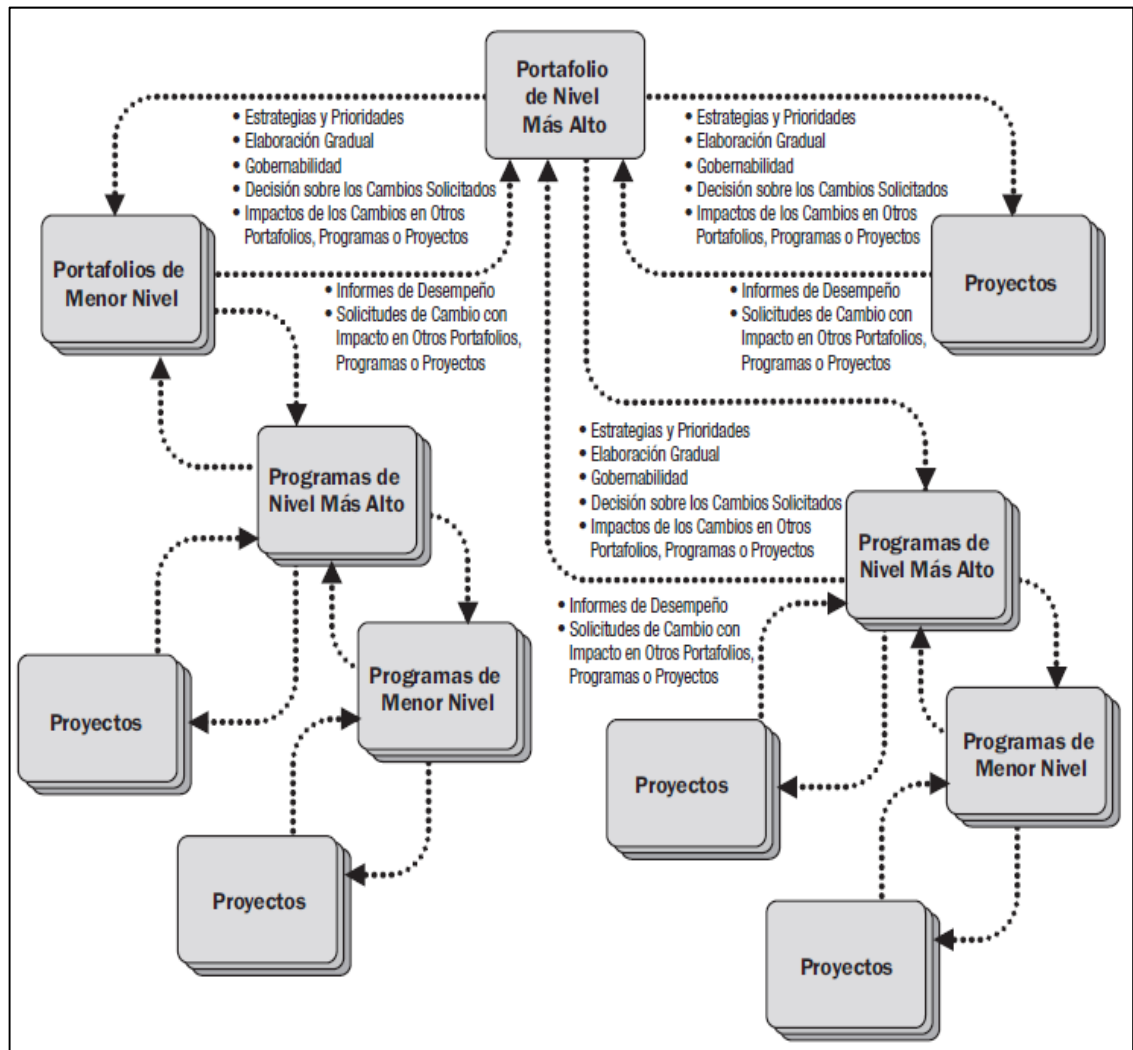 Portafolio
de Nivel
Más Alto
• Estrategias y Prioridades
• Elaboración Gradual
• Gobernabilidad
• Decisión sobre los Cambios Solicitados
• Impactos de los Cambios en Otros
Portafolios, Programas o Proyectos
• Estrategias y Prioridades
• Elaboración Gradual
• Gobernabilidad
• Decisión sobre los Cambios Solicitados
• Impactos de los Cambios en Otros
Portafolios, Programas o Proyectos
Portafolios de
Menor Nivel
Proyectos
• Informes de Desempeño
• Solicitudes de Cambio con
Impacto en Otros Portafolios,
Programas o Proyectos
• Informes de Desempeño
• Solicitudes de Cambio con
Impacto en Otros Portafolios,
Programas o Proyectos
Programas de
Nivel Más Alto
• Estrategias y Prioridades
• Elaboración Gradual
• Gobernabilidad
• Decisión sobre los Cambios Solicitados
• Impactos de los Cambios en Otros
Portafolios, Programas o Proyectos
Programas de
Nivel Más Alto
• Informes de Desempeño
• Solicitudes de Cambio con
Impacto en Otros Portafolios,
Programas o Proyectos
Proyectos
Programas de
Menor Nivel
Proyectos
Programas de
Menor Nivel
Proyectos
Proyectos